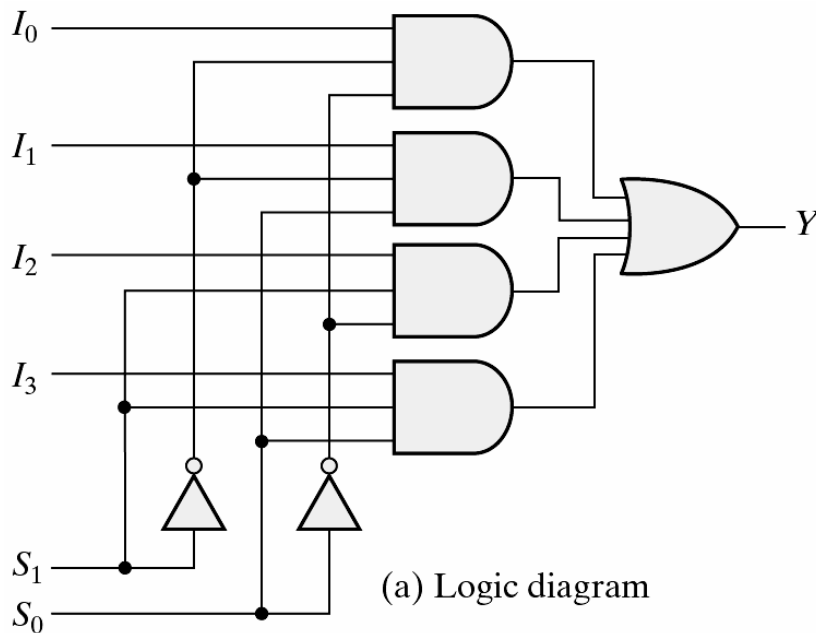 I₀
I₁
I₂
I₃
Y
S₁
S₀
(a) Logic diagram